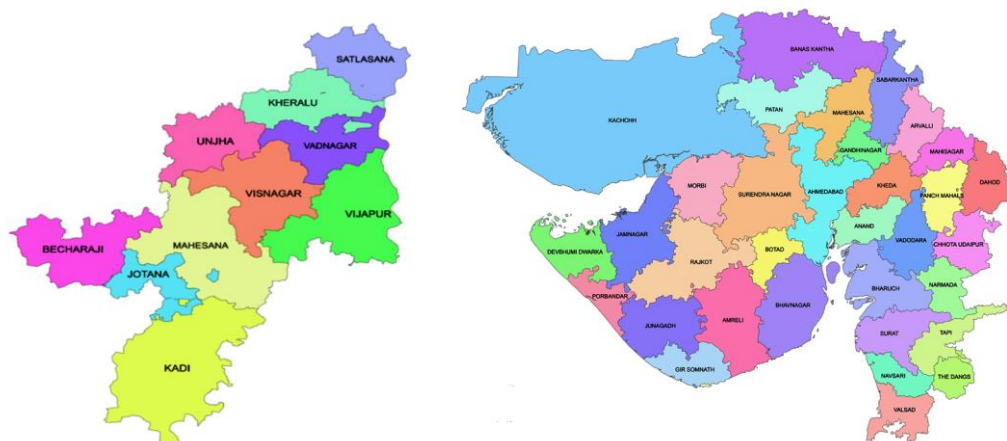 SATLASANA
KHERALU
UNJHA
VADNAGAR
VISNAGAR
VIJAPUR
BECHARAJI
MAHESANA
JOTANA
KADI
BANAS KANTHA
SABARKANTHA
KACHCHH
PATAN
MAHESANA
ARVALLI
GANDHINAGAR
MAHISAGAR
MORBI
SURENDRA NAGAR
AHMEDABAD
KHEDA
DAHOD
PANCH MAHALS
JAMNAGAR
ANAND
DEVBHUMI DWARKA
BOTAD
VADODARA
CHHOTA UDAIPUR
RAJKOT
BHARUCH
NARMADA
PORBANDAR
BHAVNAGAR
JUNAGADH
AMRELI
SURAT
TAPI
GIR SOMNATH
NAVSARI
THE DANGS
VALSAD